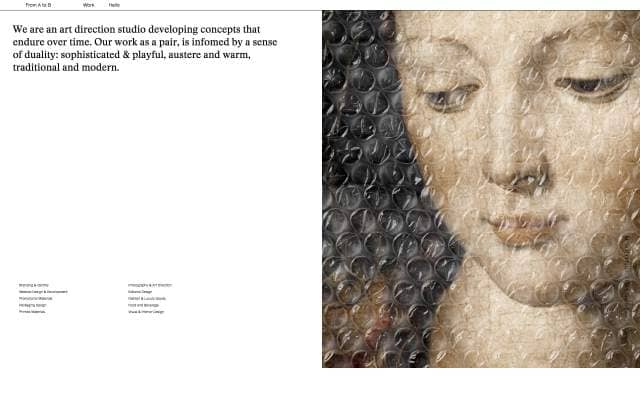 From A to B
Work
Hello
We are an art direction studio developing concepts that
endure over time. Our work as a pair, is infomed by a sense
of duality: sophisticated & playful, austere and warm,
traditional and modern.
Branding & Identity
Website Design & Development
Promotional Materials
Packaging Design
Printed Materials
Photography & Art Direction
Editorial Design
Fashion & Luxury Goods
Food and Beverage
Visual & Interior Design